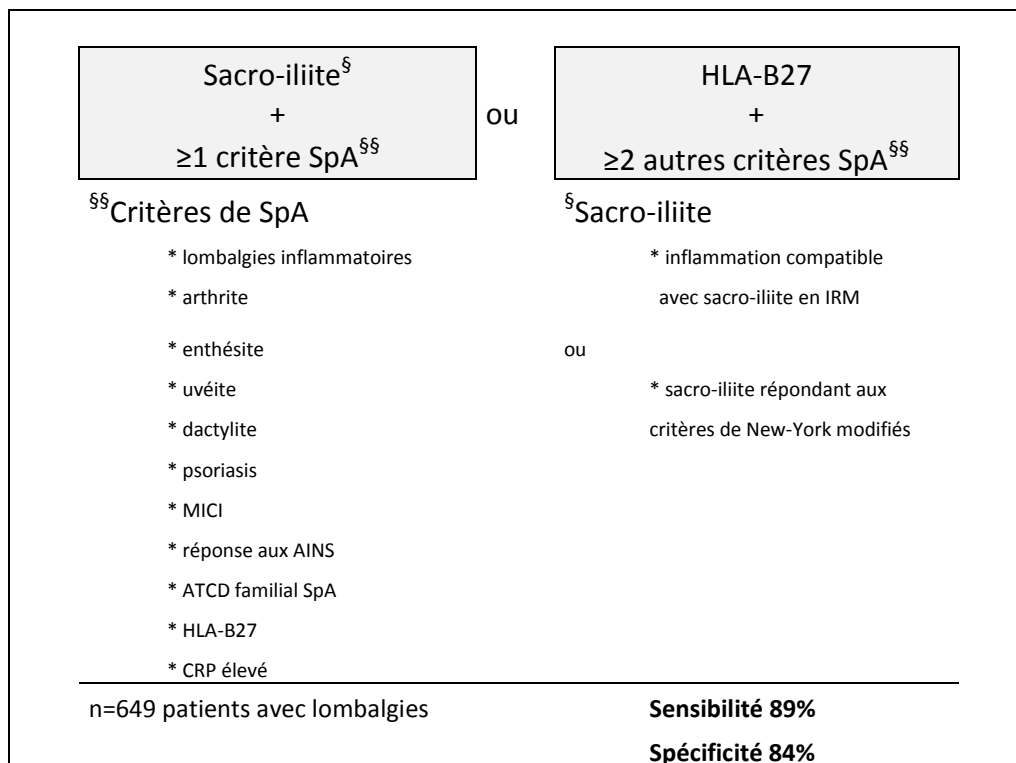 Sacro-iliite§
+
≥1 critère SpA§§
ou
HLA-B27
+
≥2 autres critères SpA§§
§§Critères de SpA
* lombalgies inflammatoires
* arthrite
* enthésite
* uvéite
* dactylite
* psoriasis
* MICI
* réponse aux AINS
* ATCD familial SpA
* HLA-B27
* CRP élevé
§Sacro-iliite
* inflammation compatible
avec sacro-iliite en IRM
ou
* sacro-iliite répondant aux
critères de New-York modifiés
n=649 patients avec lombalgies
Sensibilité 89%
Spécificité 84%